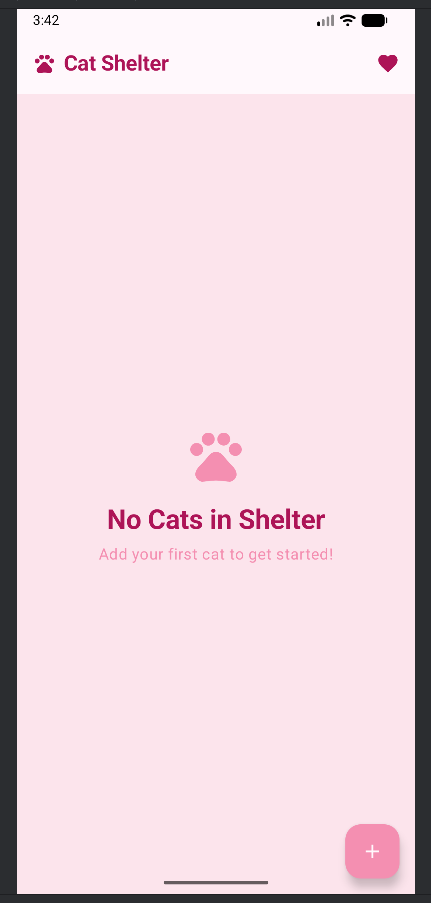 3:42
Cat Shelter
No Cats in Shelter
Add your first cat to get started!
+